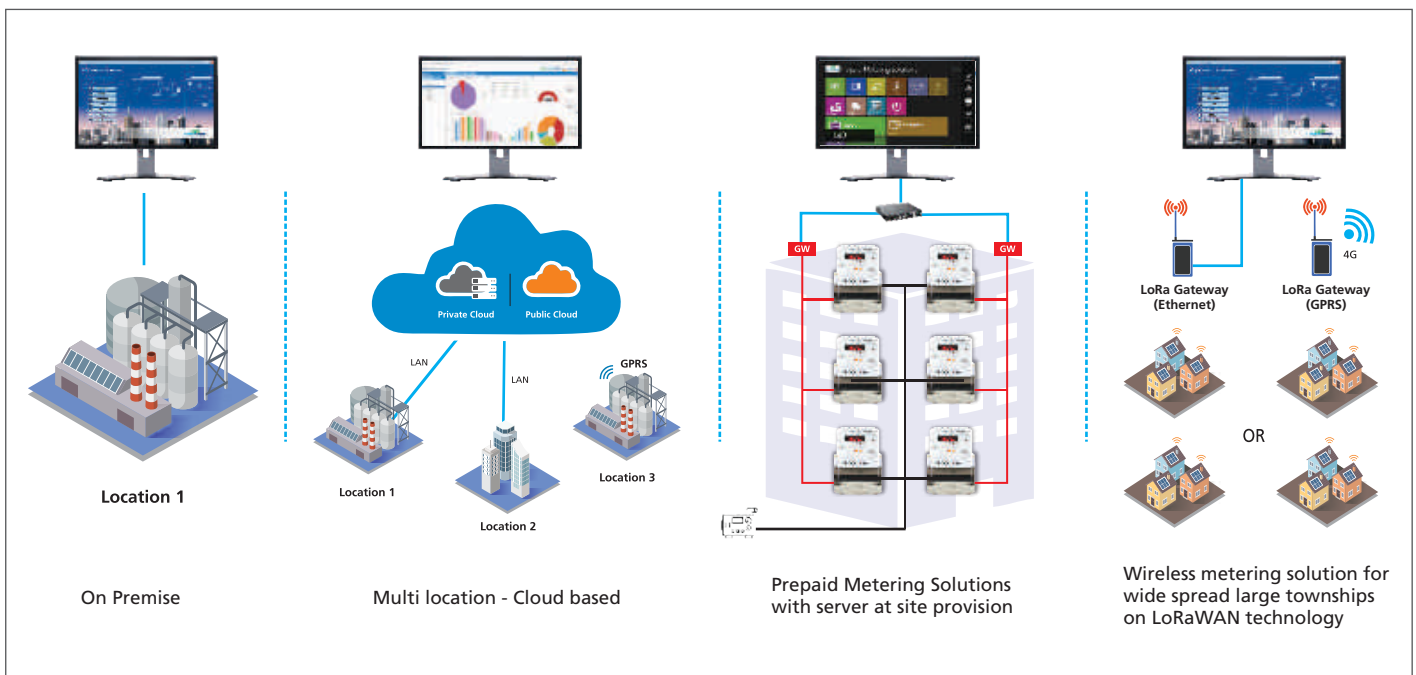 Location 1
On Premise
Private Cloud
Public Cloud
LAN
LAN
GPRS
Location 1
Location 2
Location 3
Multi location - Cloud based
GW
GW
Prepaid Metering Solutions
with server at site provision
4G
LoRa Gateway
(Ethernet)
LoRa Gateway
(GPRS)
OR
Wireless metering solution for
wide spread large townships
on LoRaWAN technology